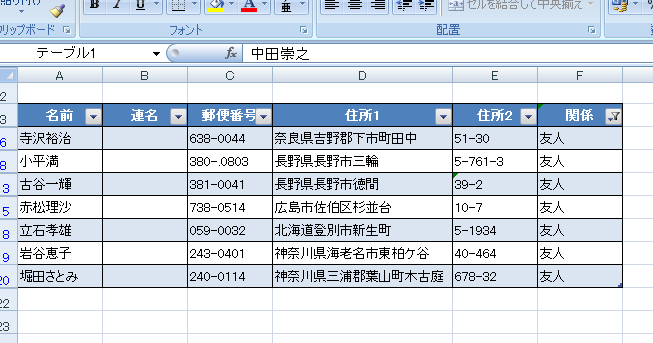 セルを結合して中央揃え
クリップボード フォント 配置
テーブル1 fx 中田崇之
A B C D E F
2
3 名前 連名 郵便番号 住所1 住所2 関係
6 寺沢裕治 638-0044 奈良県吉野郡下市町田中 51-30 友人
8 小平満 380-.0803 長野県長野市三輪 5-761-3 友人
3 古谷一輝 381-0041 長野県長野市徳間 39-2 友人
5 赤松理沙 738-0514 広島市佐伯区杉並台 10-7 友人
8 立石孝雄 059-0032 北海道登別市新生町 5-1934 友人
9 岩谷恵子 243-0401 神奈川県海老名市東柏ケ谷 40-464 友人
20 堀田さとみ 240-0114 神奈川県三浦郡葉山町木古庭 678-32 友人
22
23